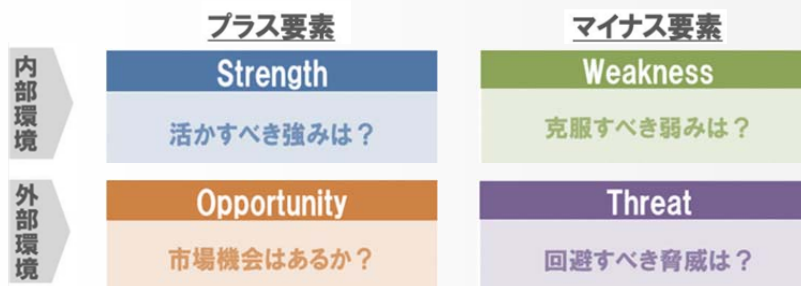 プラス要素
マイナス要素
内部環境
Strength
活かすべき強みは？
Weakness
克服すべき弱みは？
外部環境
Opportunity
市場機会はあるか？
Threat
回避すべき脅威は？